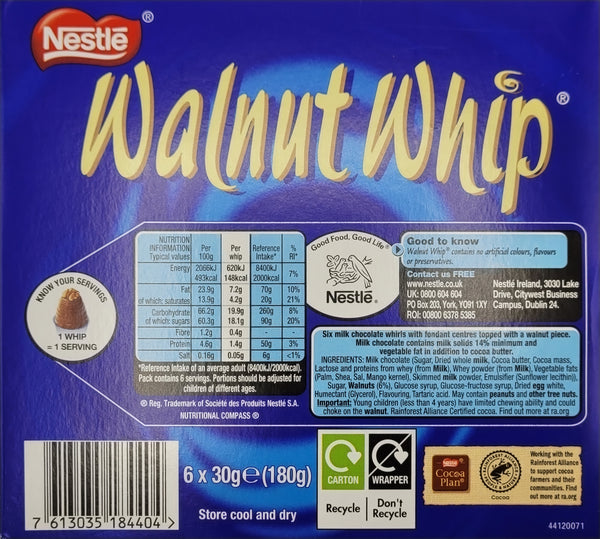 Nestlé®
Walnut Whip®
NUTRITION INFORMATION Typical values | Per 100g | Per whip | Reference Intake* | % RI*
Energy | 2066kJ | 620kJ | 8400kJ | 7%
493kcal | 148kcal | 2000kcal
Fat | 23.9g | 7.2g | 70g | 10%
of which: saturates | 13.9g | 4.2g | 20g | 21%
Carbohydrate | 66.2g | 19.9g | 260g | 8%
of which: sugars | 60.3g | 18.1g | 90g | 20%
Fibre | 1.2g | 0.4g | - | -
Protein | 4.6g | 1.4g | 50g | 3%
Salt | 0.16g | 0.05g | 6g | <1%
*Reference intake of an average adult (8400kJ/2000kcal).
Pack contains 6 servings. Portions should be adjusted for
children of different ages.
® Reg. Trademark of Société des Produits Nestlé S.A.
NUTRITIONAL COMPASS ®
KNOW YOUR SERVINGS
1 WHIP
= 1 SERVING
Good Food, Good Life®
Nestlé®
Good to know
Walnut Whip® contains no artificial colours, flavours
or preservatives.
Contact us FREE
www.nestle.co.uk
UK: 0800 604 604
PO Box 203, York, YO91 1XY
ROI: 00800 6378 5385
Nestlé Ireland, 3030 Lake
Drive, Citywest Business
Campus, Dublin 24.
Six milk chocolate whirls with fondant centres topped with a walnut piece.
Milk chocolate contains milk solids 14% minimum and
vegetable fat in addition to cocoa butter.
INGREDIENTS: Milk chocolate (Sugar, Dried whole milk, Cocoa butter, Cocoa mass,
Lactose and proteins from whey (from Milk), Whey powder (from Milk), Vegetable fats
(Palm, Shea, Sal, Mango kernel), Skimmed milk powder, Emulsifier (Sunflower lecithin)),
Sugar, Walnuts (6%), Glucose syrup, Glucose-fructose syrup, Dried egg white,
Humectant (Glycerol), Flavouring, Tartaric acid. May contain peanuts and other tree nuts.
Important: Young children (less than 4 years) have limited chewing ability and could
choke on the walnut. Rainforest Alliance Certified cocoa. Find out more at ra.org
7 613035 184404 >
6 x 30g e (180g)
Store cool and dry
CARTON
Recycle
WRAPPER
Don't
Recycle
Nestlé
Cocoa
Plan®
RAINFOREST ALLIANCE
PEOPLE & NATURE
Cocoa
Working with the
Rainforest Alliance
to support cocoa
farmers and their
communities. Find
out more at ra.org
44120071